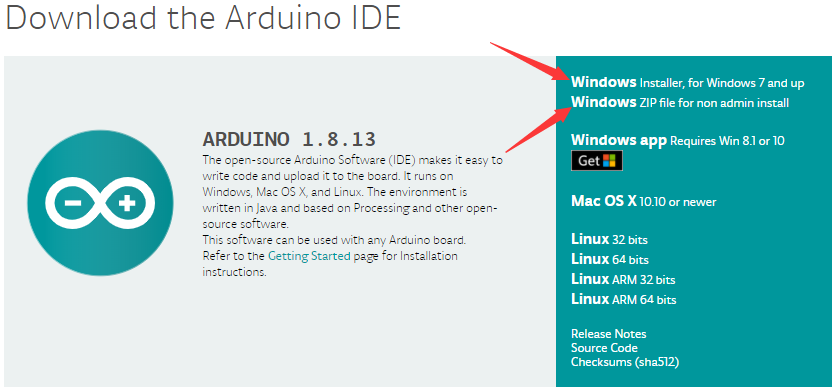 Download the Arduino IDE
ARDUINO 1.8.13
The open-source Arduino Software (IDE) makes it easy to
write code and upload it to the board. It runs on
Windows, Mac OS X, and Linux. The environment is
written in Java and based on Processing and other open-
source software.
This software can be used with any Arduino board.
Refer to the Getting Started page for Installation
instructions.
Windows Installer, for Windows 7 and up
Windows ZIP file for non admin install
Windows app Requires Win 8.1 or 10
Get
Mac OS X 10.10 or newer
Linux 32 bits
Linux 64 bits
Linux ARM 32 bits
Linux ARM 64 bits
Release Notes
Source Code
Checksums (sha512)